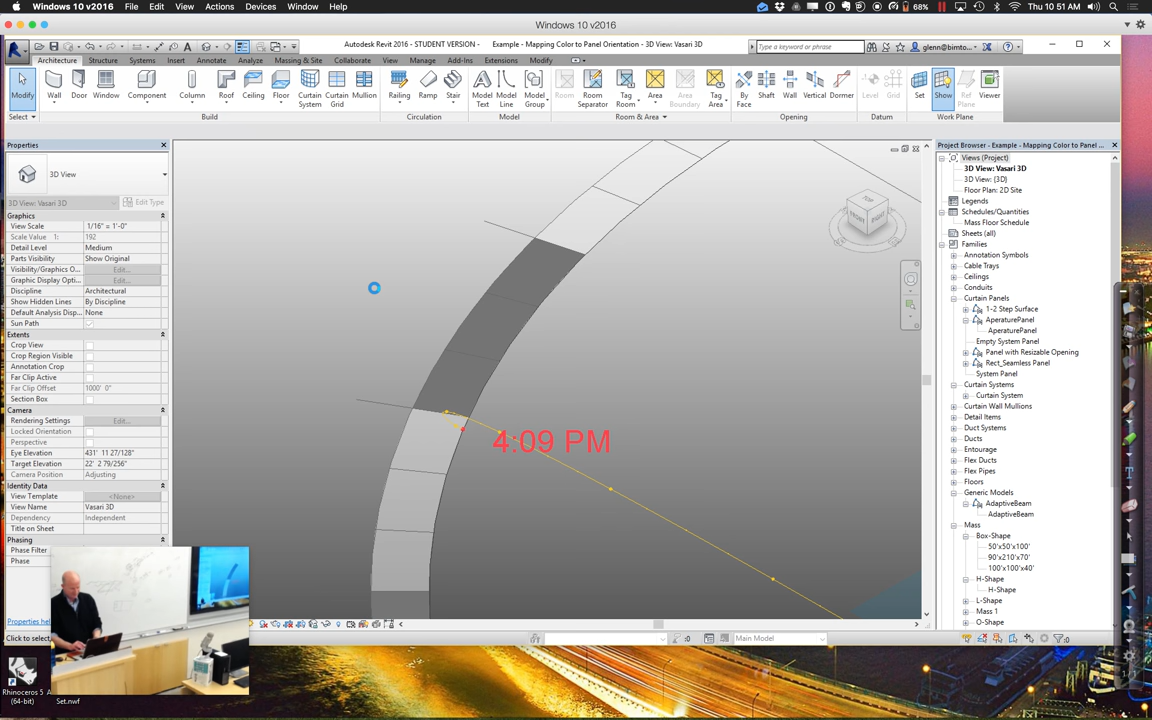 Windows 10 v2016 File Edit View Actions Devices Window Help 68% Thu 10 51 AM
Windows 10 v2016
Autodesk Revit 2016 - STUDENT VERSION - Example - Mapping Color to Panel Orientation - 3D View: Vasari 3D Type a keyword or phrase glenn@bimto...
Architecture Structure Systems Insert Annotate Analyze Massing & Site Collaborate View Manage Add-Ins Extensions Modify
Modify Wall Door Window Component Column Roof Ceiling Floor Curtain System Curtain Grid Mullion Railing Ramp Stair Model Text Model Line Model Group Room Room Separator Tag Room Area Area Boundary Tag Area By Face Shaft Wall Vertical Dormer Level Grid Set Show Ref Plane Viewer
Select Build Circulation Model Room & Area Opening Datum Work Plane
Properties
3D View
3D View: Vasari 3D Edit Type
Graphics
View Scale 1/16" = 1'-0"
Scale Value 1: 192
Detail Level Medium
Parts Visibility Show Original
Visibility/Graphics O... Edit...
Graphic Display Opti... Edit...
Discipline Architectural
Show Hidden Lines By Discipline
Default Analysis Disp... None
Sun Path
Extents
Crop View
Crop Region Visible
Annotation Crop
Far Clip Active
Far Clip Offset 1000' 0"
Section Box
Camera
Rendering Settings Edit...
Locked Orientation
Perspective
Eye Elevation 431' 11 27/128"
Target Elevation 22' 2 79/256"
Camera Position Adjusting
Identity Data
View Template <None>
View Name Vasari 3D
Dependency Independent
Title on Sheet
Phasing
Phase Filter
Phase
Properties hel
Click to selec
TOP
FRONT
RIGHT
4:09 PM
:0
Main Model
:0
Project Browser - Example - Mapping Color to Panel ...
Views (Project)
3D View: Vasari 3D
3D View: {3D}
Floor Plan: 2D Site
Legends
Schedules/Quantities
Mass Floor Schedule
Sheets (all)
Families
Annotation Symbols
Cable Trays
Ceilings
Conduits
Curtain Panels
1-2 Step Surface
AperaturePanel
AperaturePanel
Empty System Panel
Panel with Resizable Opening
Rect_Seamless Panel
System Panel
Curtain Systems
Curtain System
Curtain Wall Mullions
Detail Items
Duct Systems
Ducts
Entourage
Flex Ducts
Flex Pipes
Floors
Generic Models
AdaptiveBeam
AdaptiveBeam
Mass
Box-Shape
50'x50'x100'
90'x210'x70'
100'x100'x40'
H-Shape
H-Shape
L-Shape
Mass 1
O-Shape
Rhinoceros 5
(64-bit)
Set.nwf